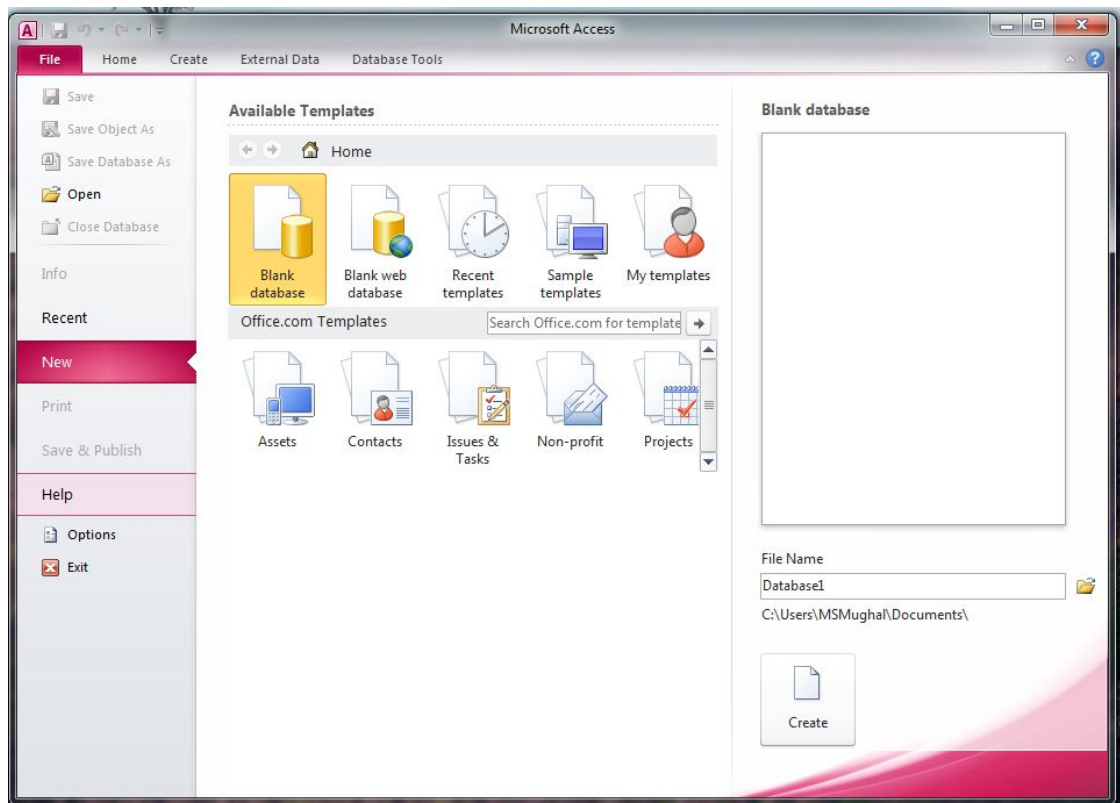 A
Microsoft Access
File Home Create External Data Database Tools
Save
Save Object As
Save Database As
Open
Close Database
Info
Recent
New
Print
Save & Publish
Help
Options
Exit
Available Templates
Home
Blank database
Blank web database
Recent templates
Sample templates
My templates
Office.com Templates
Search Office.com for template
Assets
Contacts
Issues & Tasks
Non-profit
Projects
Blank database
File Name
Database1
C:\Users\MSMughal\Documents\
Create